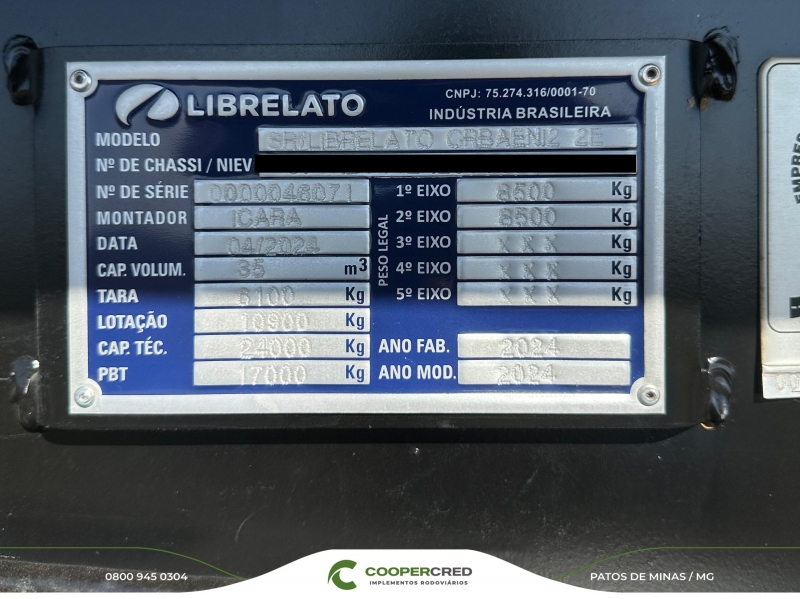 LIBRELATO
CNPJ: 75.274.316/0001-70
INDÚSTRIA BRASILEIRA
MODELO SR/LIBRELATO CRBAENI2 2E
Nº DE CHASSI / NIEV
Nº DE SÉRIE 0000048071
MONTADOR ICARA
DATA 04/2024
CAP. VOLUM. 35 m³
TARA 6100 Kg
LOTAÇÃO 10900 Kg
CAP. TÉC. 24000 Kg
PBT 17000 Kg
PESO LEGAL
1º EIXO 8500 Kg
2º EIXO 8500 Kg
3º EIXO XXX Kg
4º EIXO XXX Kg
5º EIXO XXX Kg
ANO FAB. 2024
ANO MOD. 2024
0800 945 0304
COOPERCRED
IMPLEMENTOS RODOVIÁRIOS
PATOS DE MINAS / MG